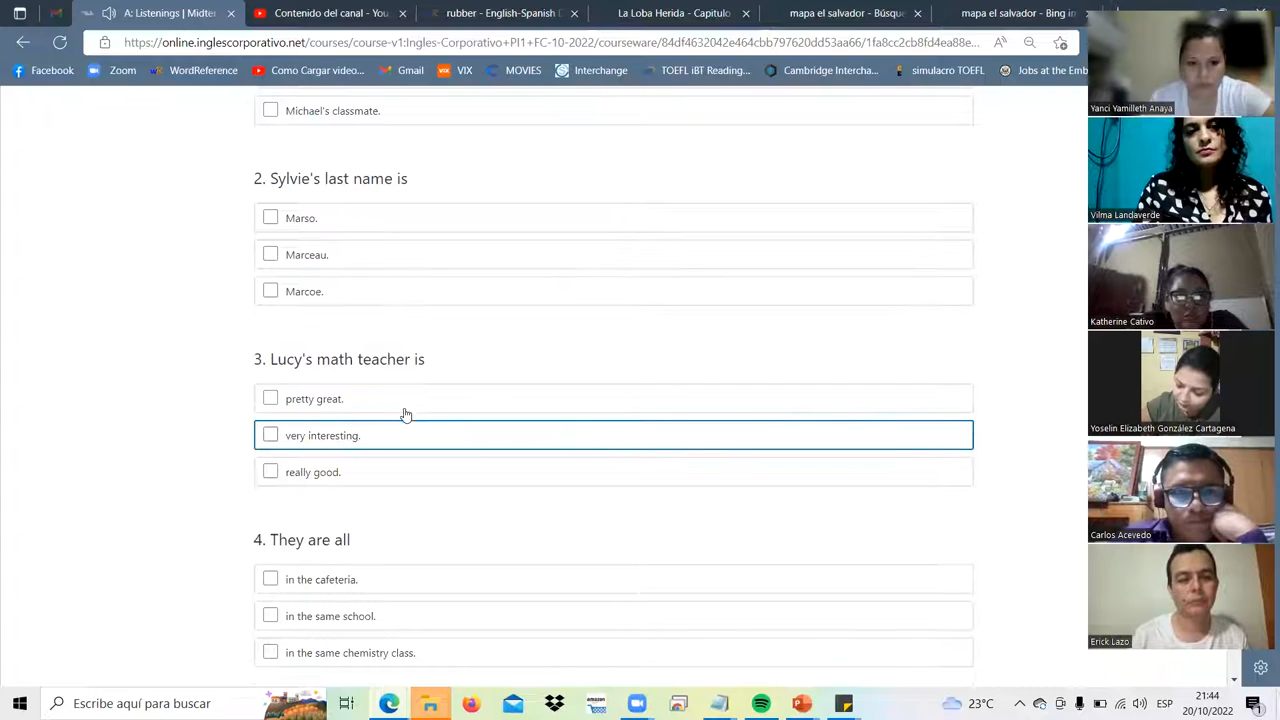 A: Listenings | Midter
Contenido del canal - You
rubber - English-Spanish D
La Loba Herida - Capitulo
mapa el salvador - Búsque
mapa el salvador - Bing im
https://online.inglescorporativo.net/courses/course-v1:Ingles-Corporativo+PI1+FC-10-2022/courseware/84df4632042e464cbb797620dd53aa66/1fa8cc2cb8fd4ea88e...
Facebook
Zoom
WordReference
Como Cargar video...
Gmail
VIX
MOVIES
Interchange
TOEFL iBT Reading...
Cambridge Intercha...
simulacro TOEFL
Jobs at the Emb
Michael's classmate.
2. Sylvie's last name is
Marso.
Marceau.
Marcoe.
3. Lucy's math teacher is
pretty great.
very interesting.
really good.
4. They are all
in the cafeteria.
in the same school.
in the same chemistry class.
Yanci Yamilleth Anaya
Vilma Landaverde
Katherine Cativo
Yoselin Elizabeth González Cartagena
Carlos Acevedo
Erick Lazo
Escribe aquí para buscar
amazon
23°C
ESP
21:44
20/10/2022